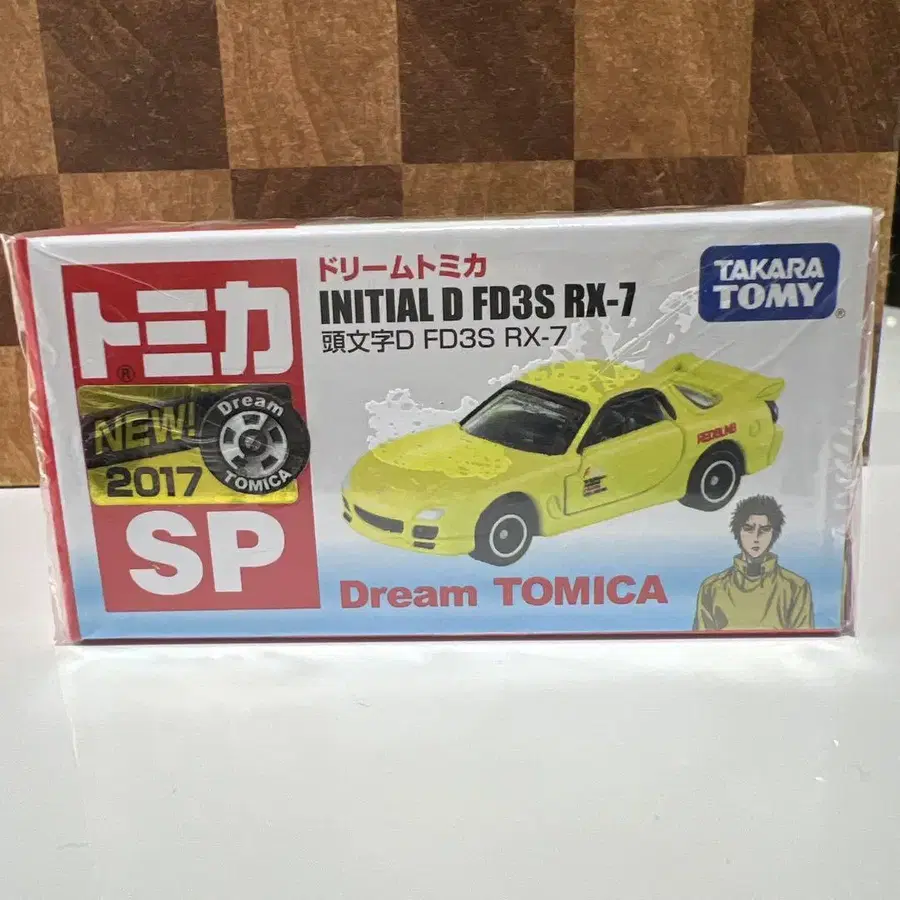 トミカ
®
NEW!
2017
Dream
TOMICA
SP
ドリームトミカ
INITIAL D FD3S RX-7
頭文字D FD3S RX-7
TAKARA
TOMY
®
REDSUNS
Dream TOMICA